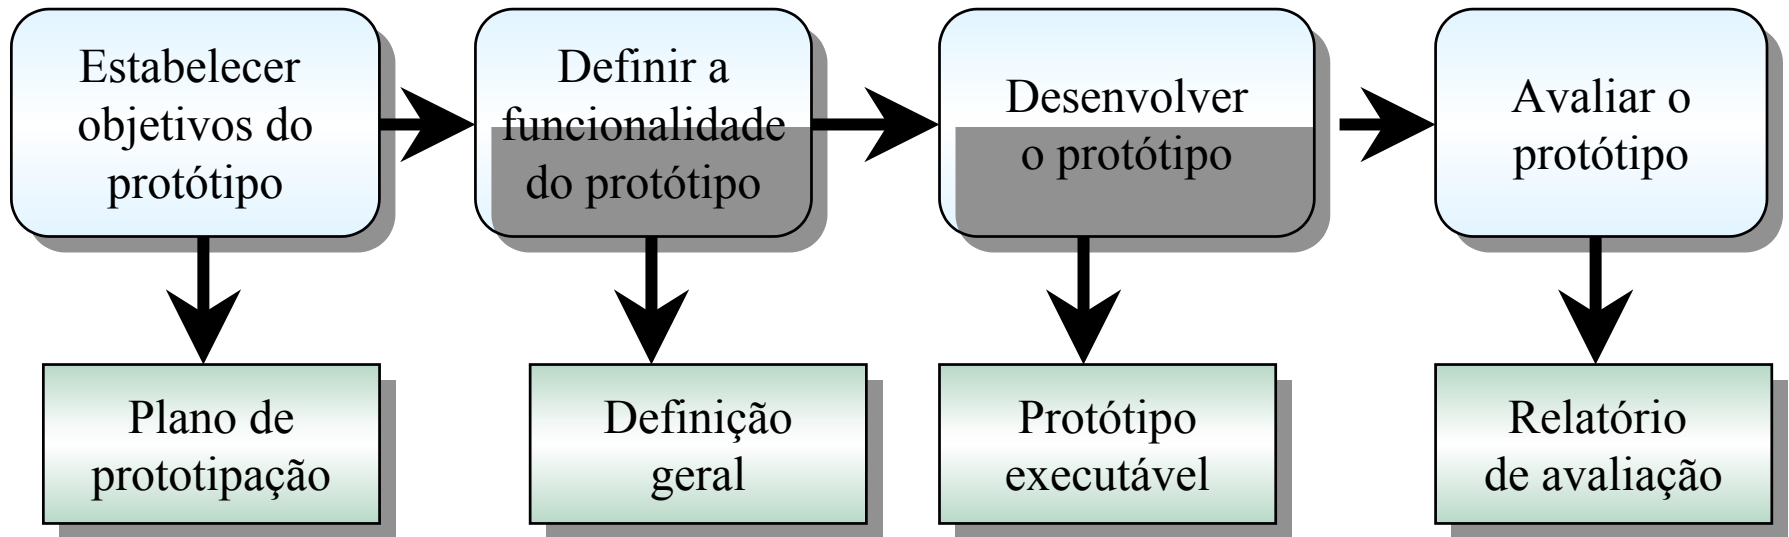 Estabelecer
objetivos do
protótipo
Definir a
funcionalidade
do protótipo
Desenvolver
o protótipo
Avaliar o
protótipo
Plano de
prototipação
Definição
geral
Protótipo
executável
Relatório
de avaliação